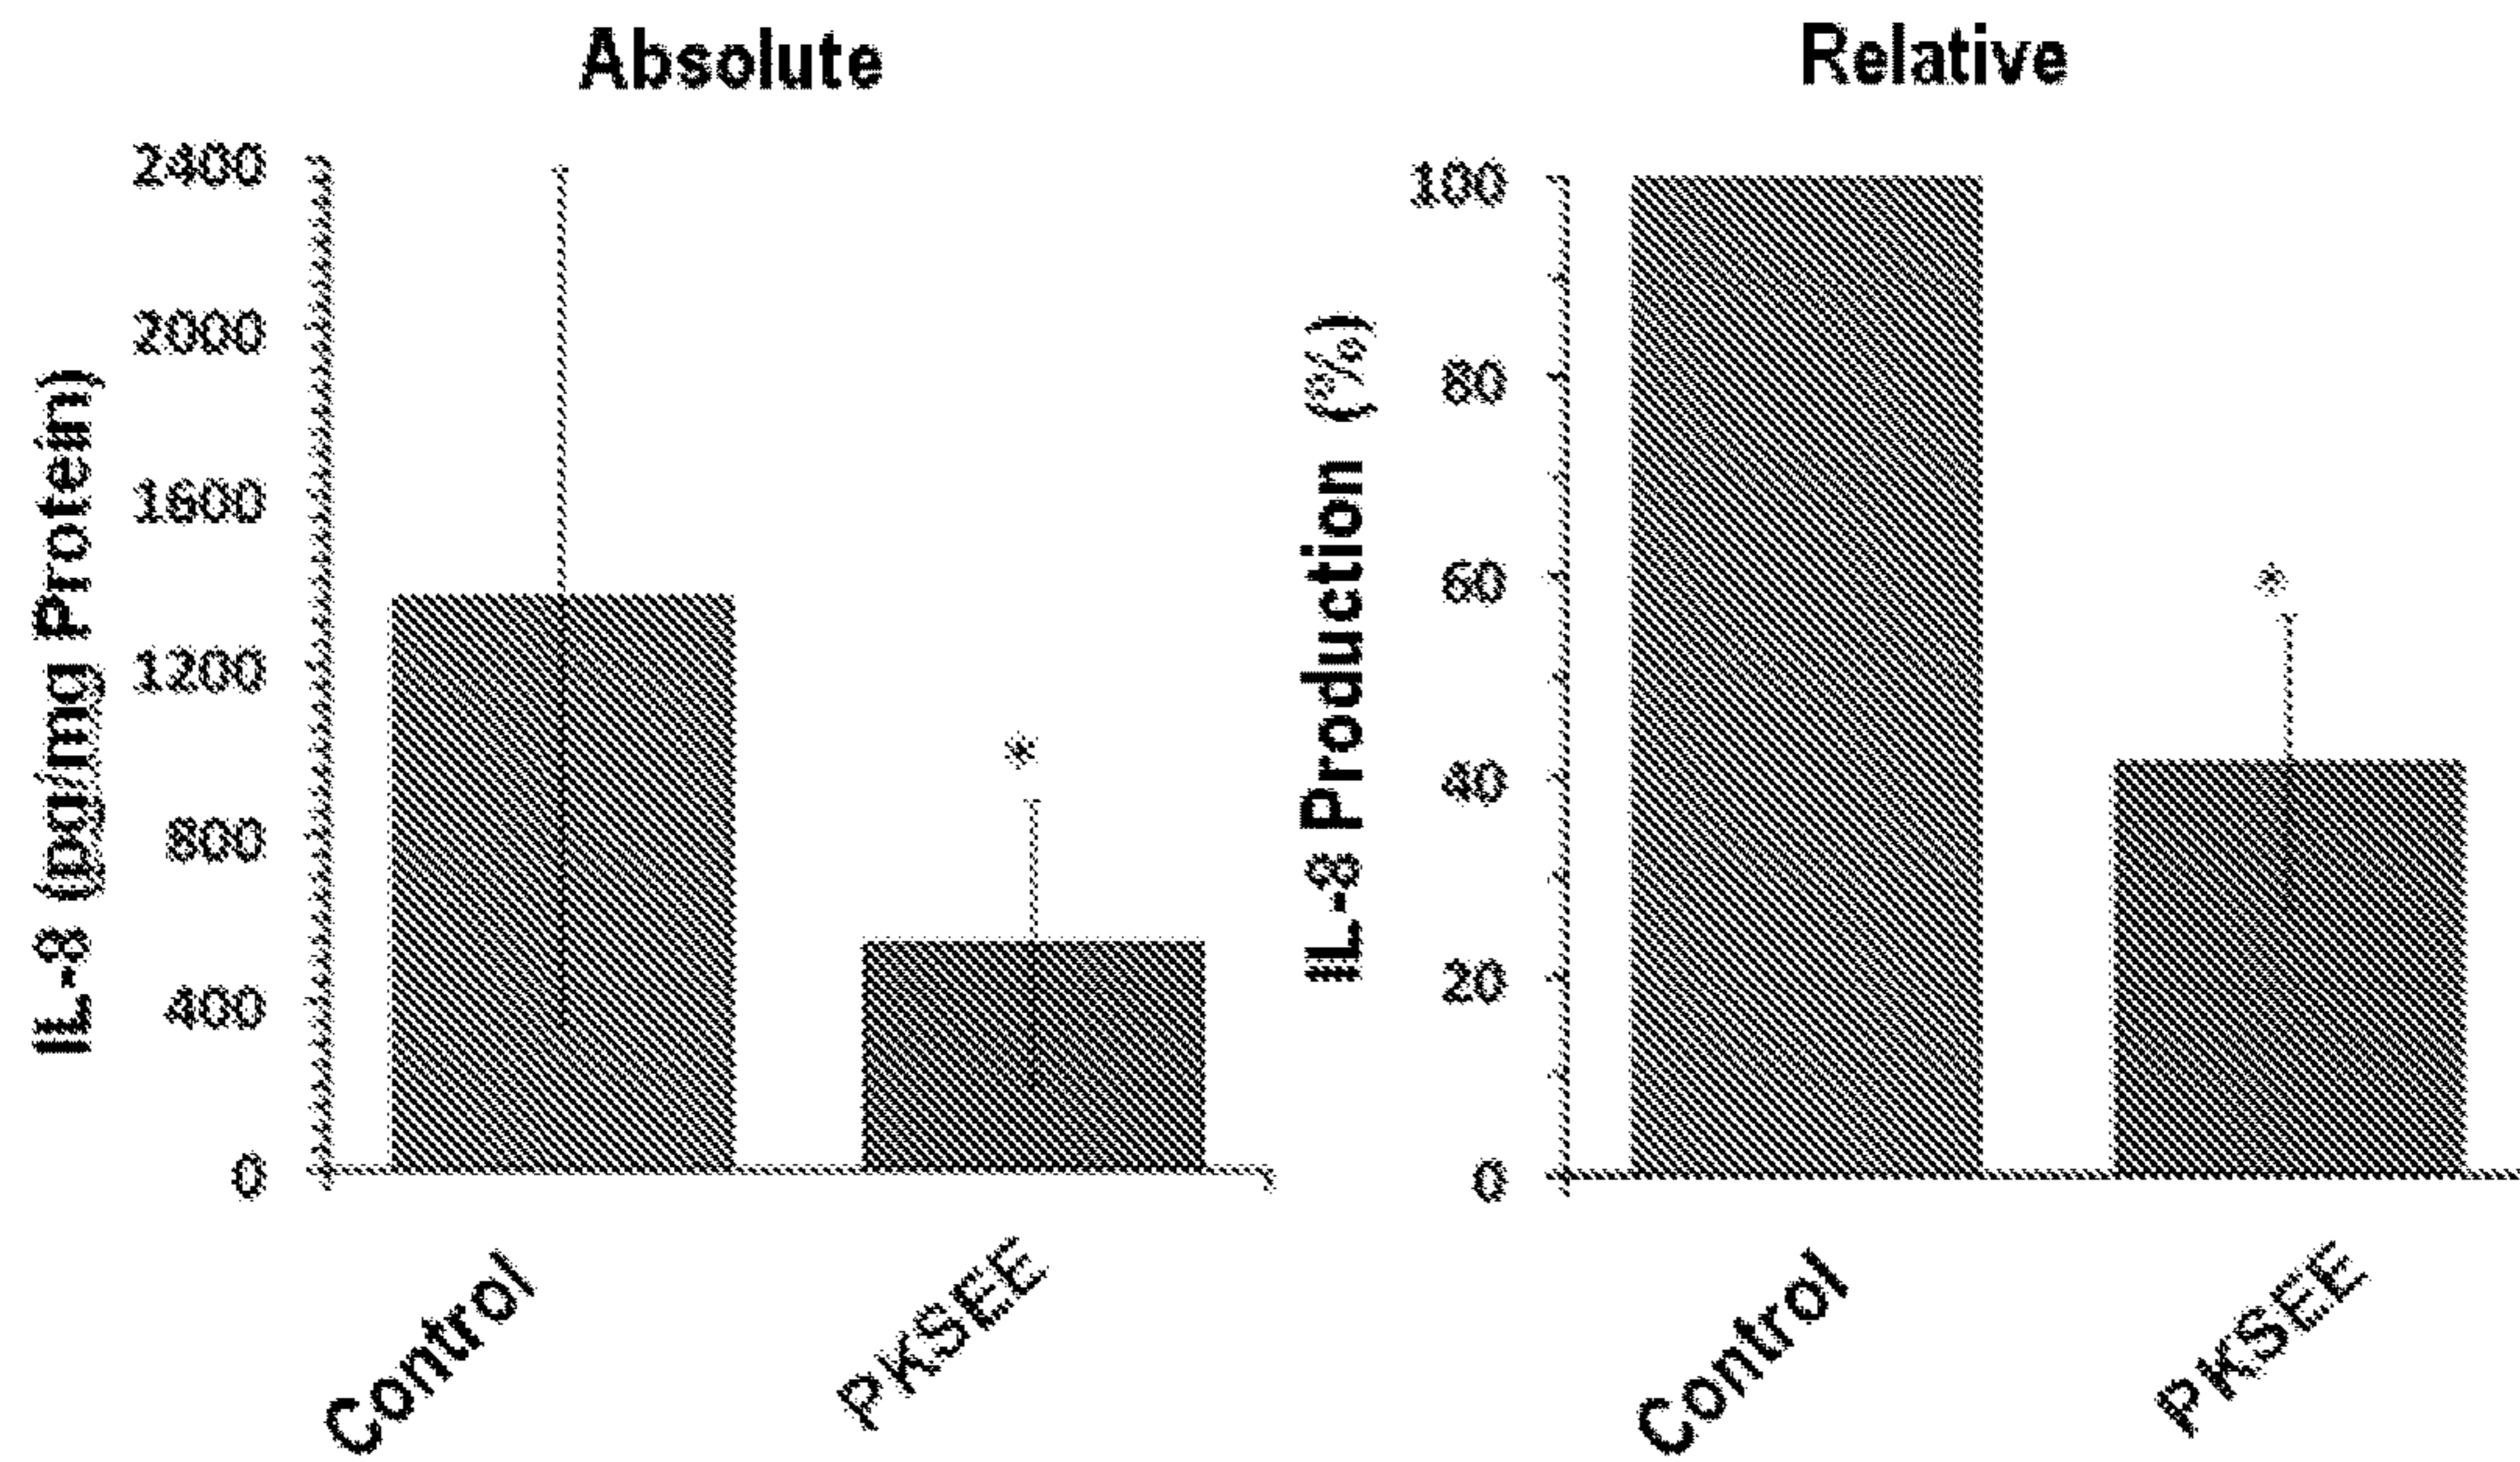 Absolute
IL-8 (pg/mg Protein)
2400
2000
1600
1200
800
400
0
*
Control
PKSEE
Relative
IL-8 Production (%)
100
80
60
40
20
0
*
Control
PKSEE